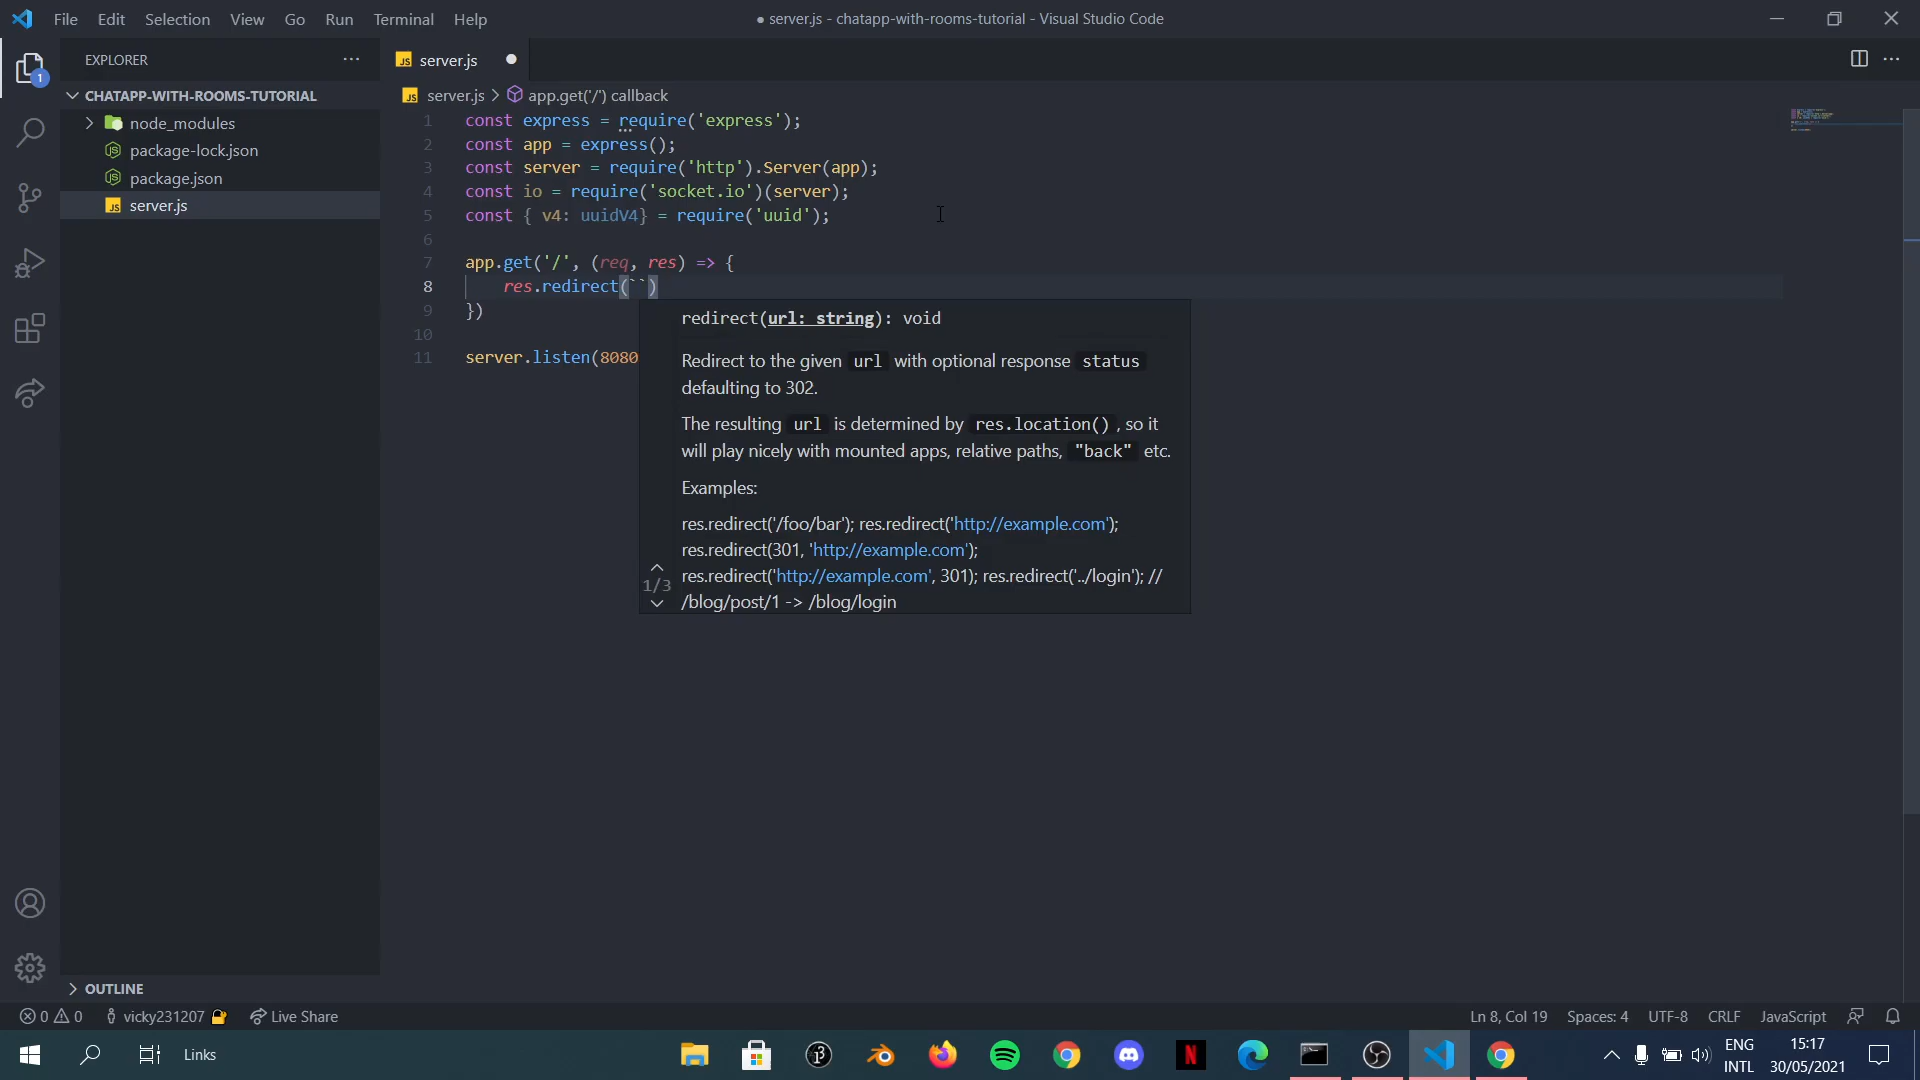 File Edit Selection View Go Run Terminal Help
● server.js - chatapp-with-rooms-tutorial - Visual Studio Code
EXPLORER
server.js
CHATAPP-WITH-ROOMS-TUTORIAL
server.js > app.get('/') callback
1
node_modules
package-lock.json
package.json
server.js
1 const express = require('express');
2 const app = express();
3 const server = require('http').Server(app);
4 const io = require('socket.io')(server);
5 const { v4: uuidV4} = require('uuid');
6
7 app.get('/', (req, res) => {
8 res.redirect(``)
9 })
10
11 server.listen(8080
redirect(url: string): void
Redirect to the given url with optional response status
defaulting to 302.
The resulting url is determined by res.location() , so it
will play nicely with mounted apps, relative paths, "back" etc.
Examples:
res.redirect('/foo/bar'); res.redirect('http://example.com');
res.redirect(301, 'http://example.com');
1/3
res.redirect('http://example.com', 301); res.redirect('../login'); //
/blog/post/1 -> /blog/login
OUTLINE
0 0 vicky231207 Live Share
Ln 8, Col 19 Spaces: 4 UTF-8 CRLF JavaScript
Links
ENG
INTL
15:17
30/05/2021